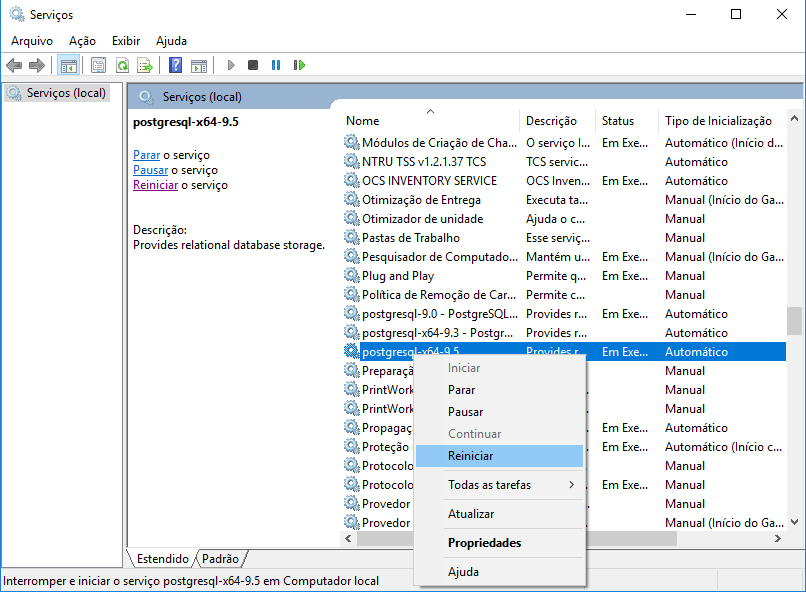 Serviços
Arquivo Ação Exibir Ajuda
Serviços (local)
Serviços (local)
postgresql-x64-9.5
Parar o serviço
Pausar o serviço
Reiniciar o serviço
Descrição:
Provides relational database storage.
Nome Descrição Status Tipo de Inicialização
Módulos de Criação de Cha... O serviço I... Em Exe... Automático (Início d...
NTRU TSS v1.2.1.37 TCS TCS servic... Automático
OCS INVENTORY SERVICE OCS Inven... Em Exe... Automático
Otimização de Entrega Executa ta... Manual (Início do Ga...
Otimizador de unidade Ajuda o c... Manual
Pastas de Trabalho Esse serviç... Manual
Pesquisador de Computado... Mantém u... Em Exe... Manual (Início do Ga...
Plug and Play Permite q... Em Exe... Manual
Política de Remoção de Car... Permite c... Manual
postgresql-9.0 - PostgreSQL... Provides r... Em Exe... Automático
postgresql-x64-9.3 - Postgr... Provides r... Automático
postgresql-x64-9.5 Provides r... Em Exe... Automático
Preparaçã Manual
PrintWork Manual
PrintWork Manual
Propagaç Em Exe... Automático
Proteção Em Exe... Automático (Início c...
Protocolo Manual
Protocolo Em Exe... Manual
Provedor Manual
Provedor Manual (Início do Ga...
Iniciar
Parar
Pausar
Continuar
Reiniciar
Todas as tarefas
Atualizar
Propriedades
Ajuda
Estendido Padrão
Interromper e iniciar o serviço postgresql-x64-9.5 em Computador local